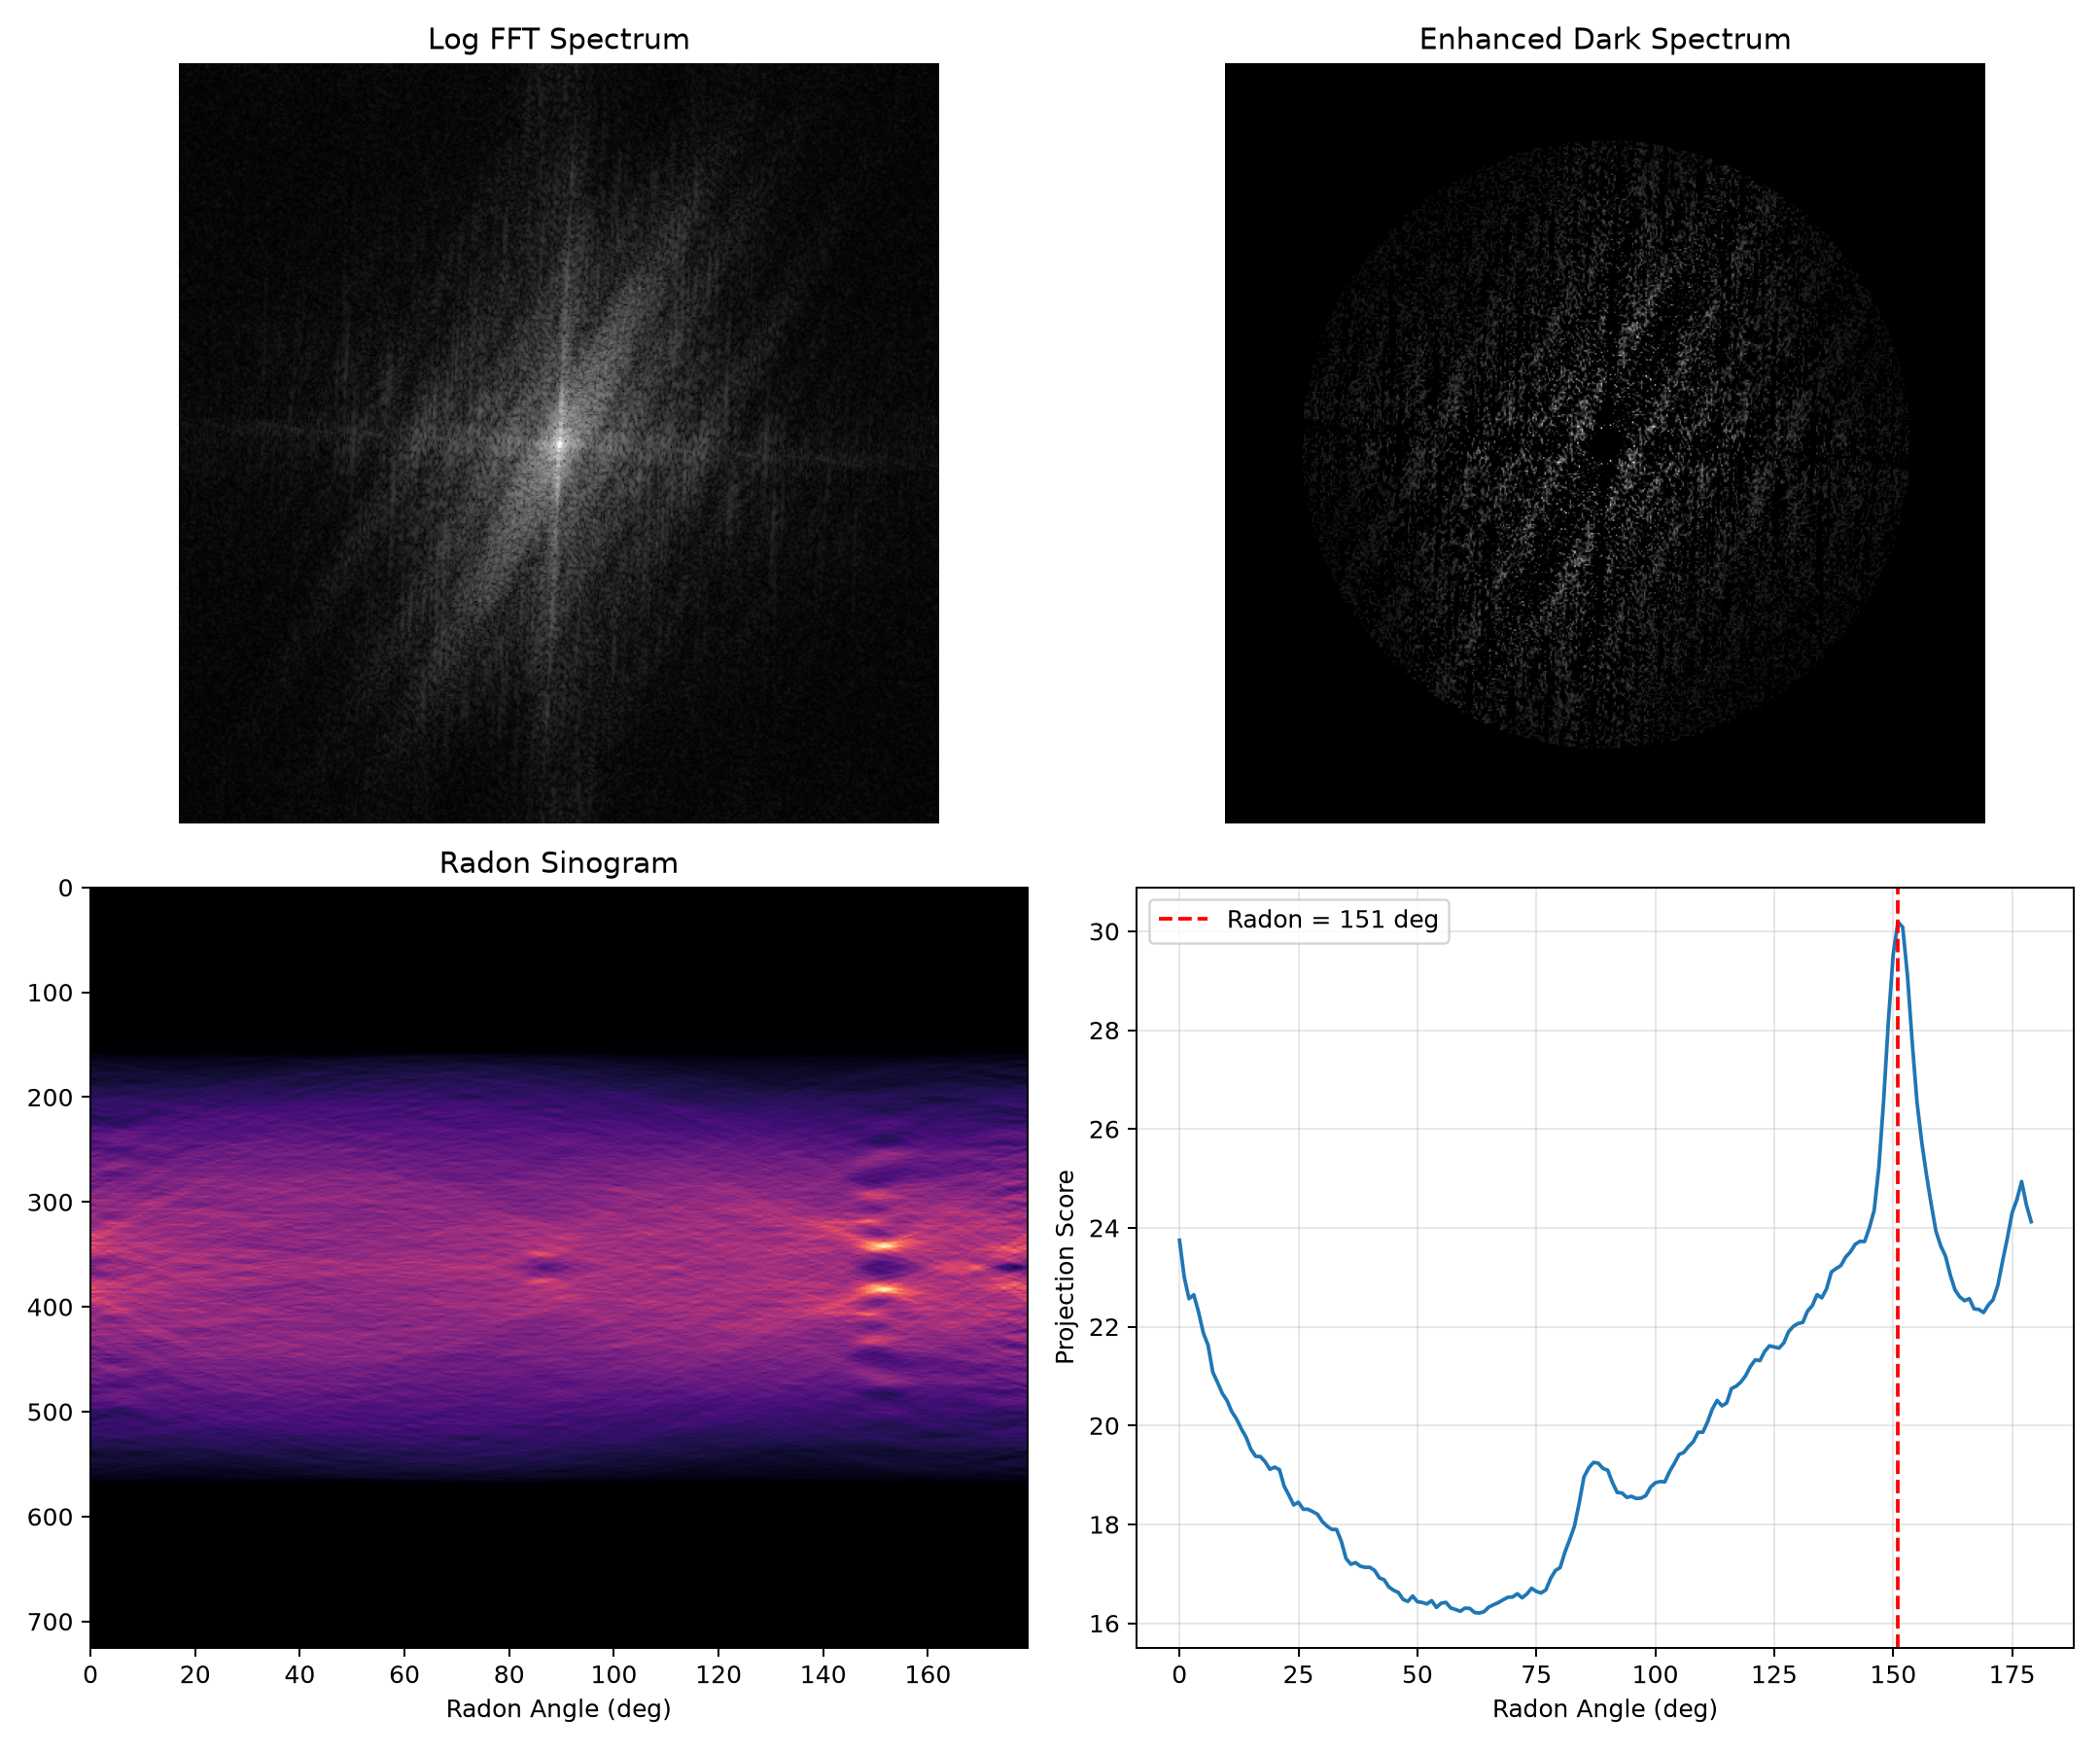 Log FFT Spectrum
Enhanced Dark Spectrum
Radon Sinogram
0
100
200
300
400
500
600
700
0 20 40 60 80 100 120 140 160
Radon Angle (deg)
Radon = 151 deg
Projection Score
30
28
26
24
22
20
18
16
0 25 50 75 100 125 150 175
Radon Angle (deg)